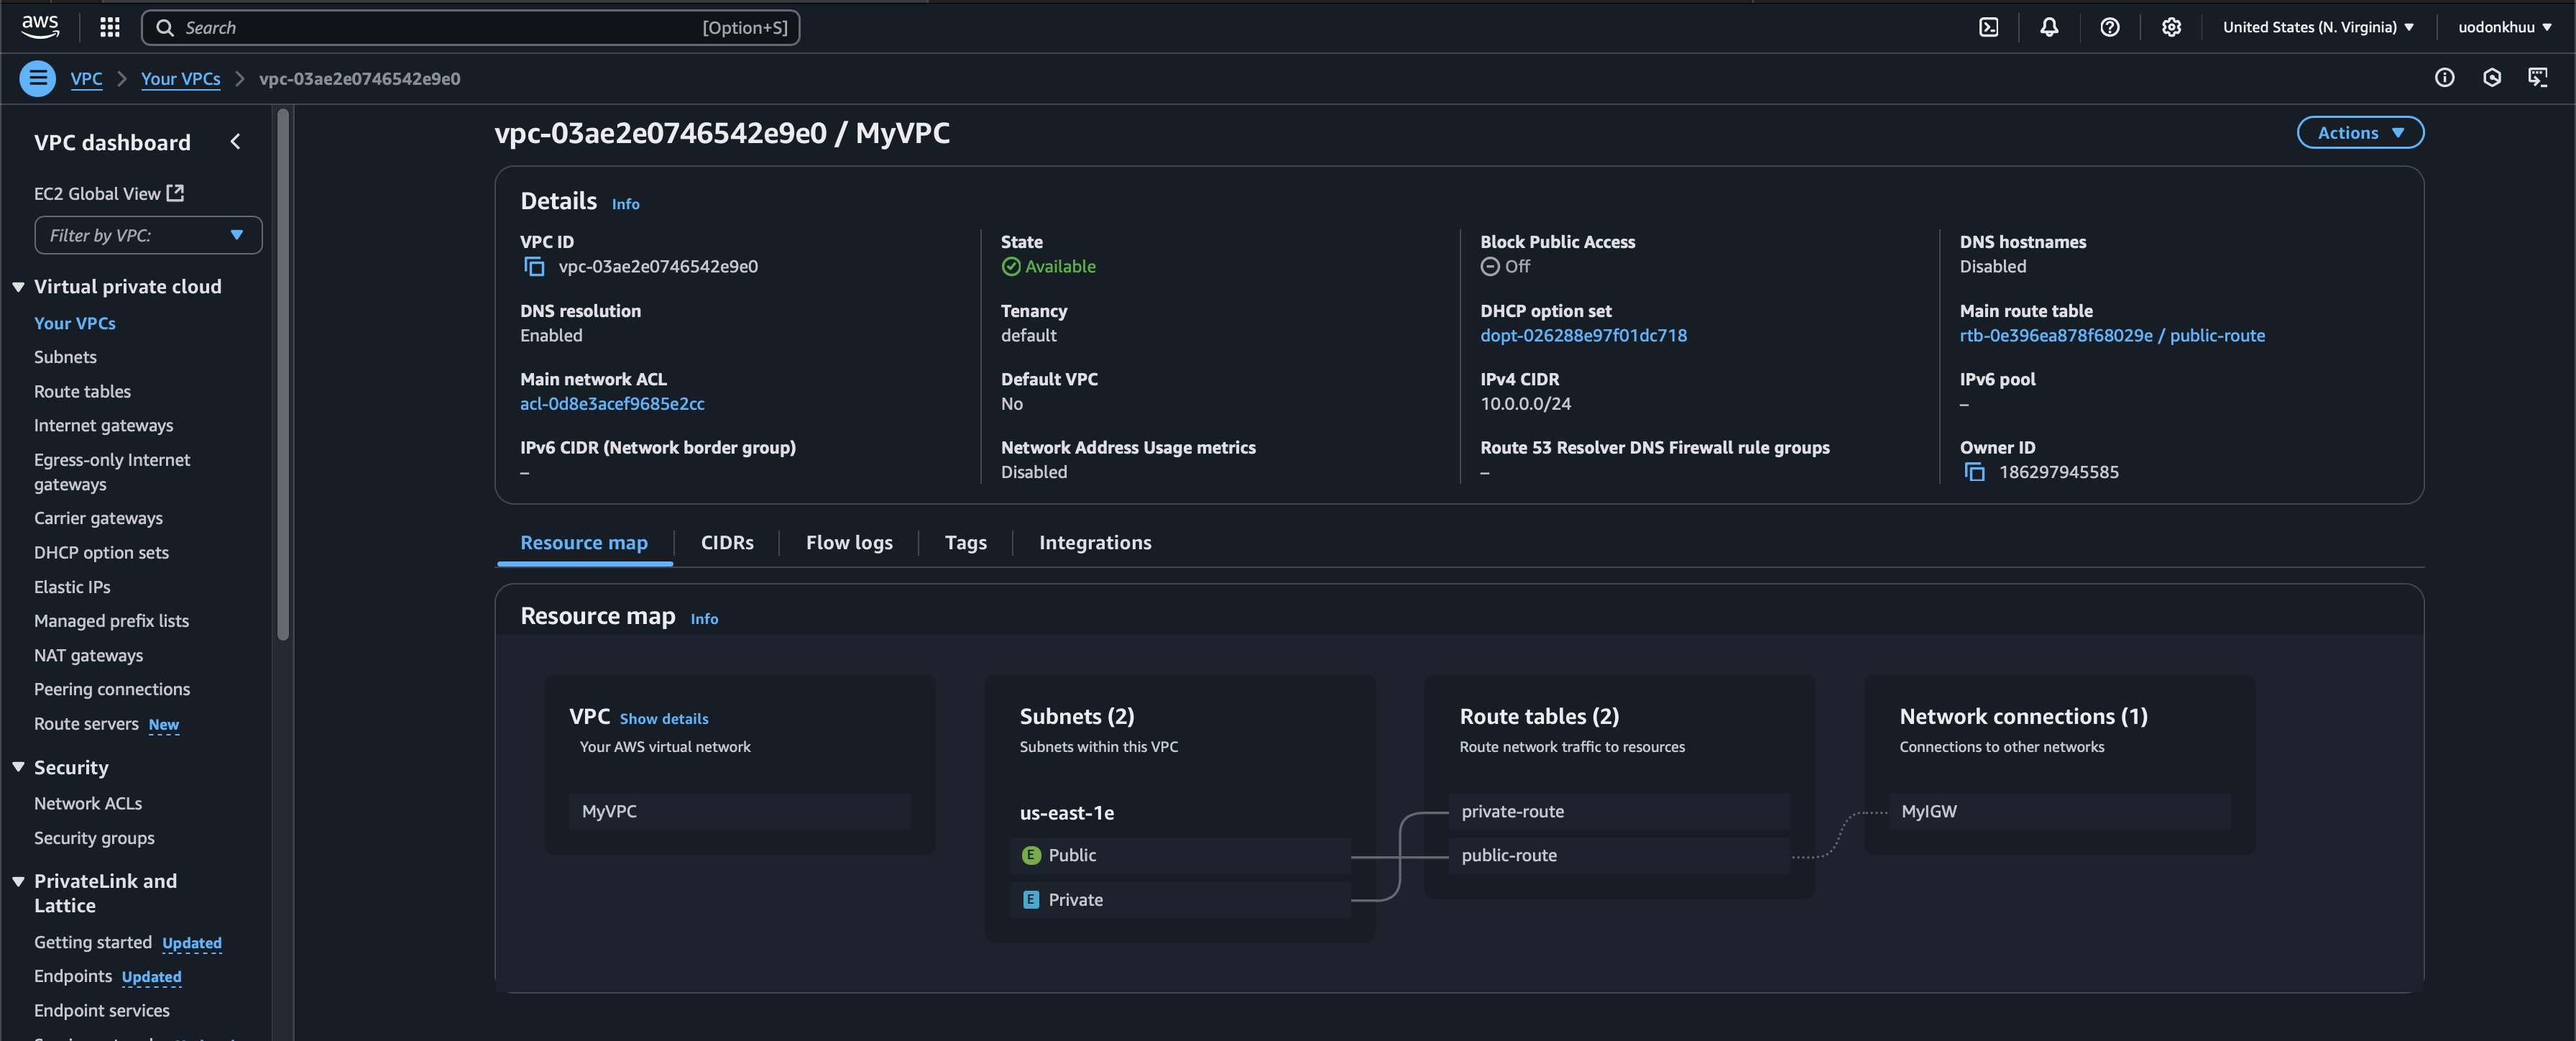 aws
Search [Option+S]
United States (N. Virginia)
uodonkhuu
VPC
Your VPCs
vpc-03ae2e0746542e9e0
VPC dashboard
EC2 Global View
Filter by VPC:
Virtual private cloud
Your VPCs
Subnets
Route tables
Internet gateways
Egress-only Internet
gateways
Carrier gateways
DHCP option sets
Elastic IPs
Managed prefix lists
NAT gateways
Peering connections
Route servers New
Security
Network ACLs
Security groups
PrivateLink and
Lattice
Getting started Updated
Endpoints Updated
Endpoint services
vpc-03ae2e0746542e9e0 / MyVPC
Actions
Details Info
VPC ID
vpc-03ae2e0746542e9e0
State
Available
Block Public Access
Off
DNS hostnames
Disabled
DNS resolution
Enabled
Tenancy
default
DHCP option set
dopt-026288e97f01dc718
Main route table
rtb-0e396ea878f68029e / public-route
Main network ACL
acl-0d8e3acef9685e2cc
Default VPC
No
IPv4 CIDR
10.0.0.0/24
IPv6 pool
–
IPv6 CIDR (Network border group)
–
Network Address Usage metrics
Disabled
Route 53 Resolver DNS Firewall rule groups
–
Owner ID
186297945585
Resource map
CIDRs
Flow logs
Tags
Integrations
Resource map Info
VPC Show details
Your AWS virtual network
MyVPC
Subnets (2)
Subnets within this VPC
us-east-1e
E Public
E Private
Route tables (2)
Route network traffic to resources
private-route
public-route
Network connections (1)
Connections to other networks
MyIGW